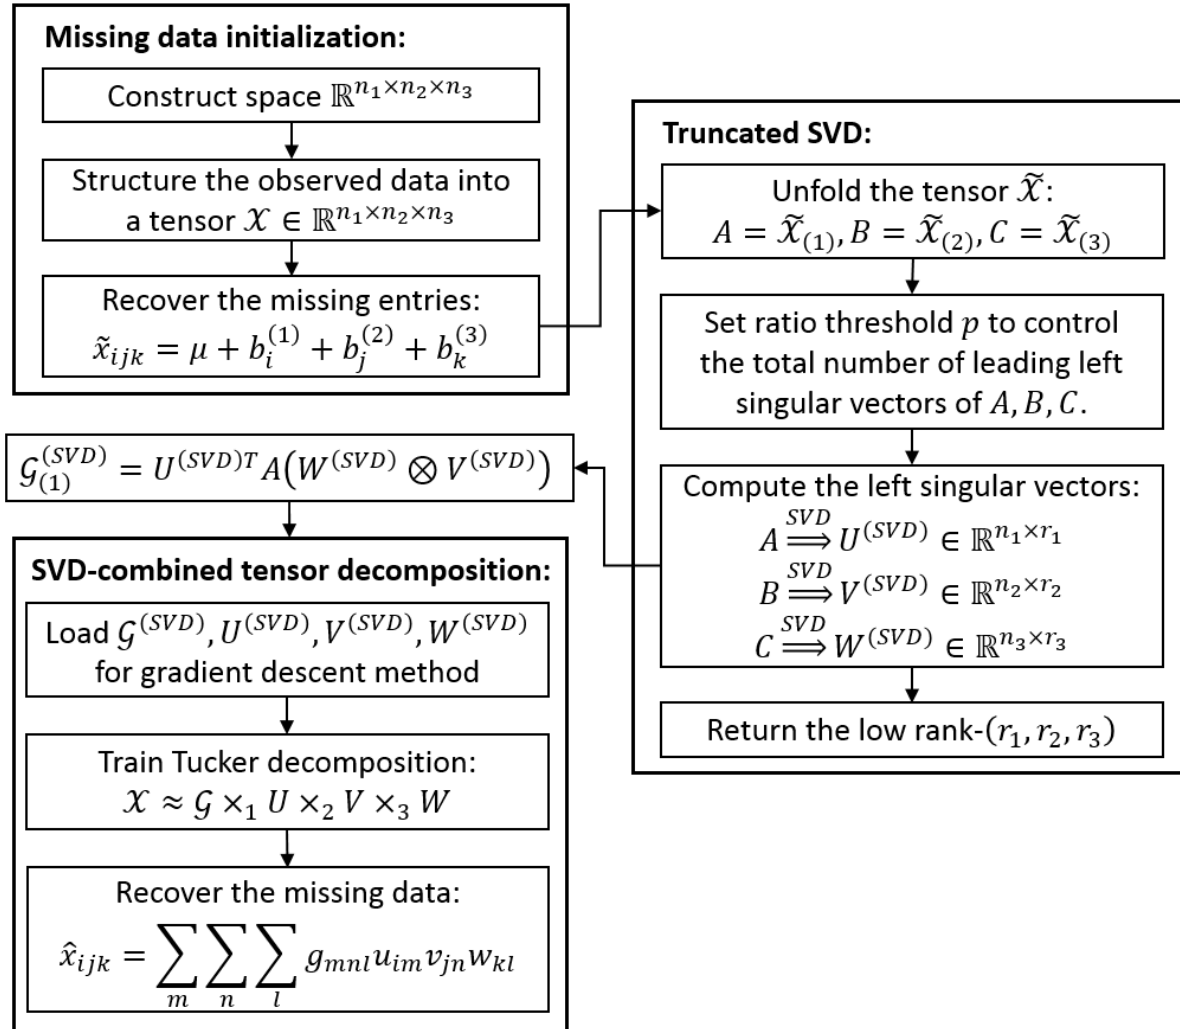 Missing data initialization:
Construct space ℝ^{n₁×n₂×n₃}
Structure the observed data into
a tensor 𝒳 ∈ ℝ^{n₁×n₂×n₃}
Recover the missing entries:
x̃_{ijk} = μ + b_i^{(1)} + b_j^{(2)} + b_k^{(3)}
Truncated SVD:
Unfold the tensor 𝒳̃:
A = 𝒳̃_{(1)}, B = 𝒳̃_{(2)}, C = 𝒳̃_{(3)}
Set ratio threshold p to control
the total number of leading left
singular vectors of A, B, C.
Compute the left singular vectors:
A ⟹^{SVD} U^{(SVD)} ∈ ℝ^{n₁×r₁}
B ⟹^{SVD} V^{(SVD)} ∈ ℝ^{n₂×r₂}
C ⟹^{SVD} W^{(SVD)} ∈ ℝ^{n₃×r₃}
Return the low rank-(r₁, r₂, r₃)
𝒢_{(1)}^{(SVD)} = U^{(SVD)T} A(W^{(SVD)} ⊗ V^{(SVD)})
SVD-combined tensor decomposition:
Load 𝒢^{(SVD)}, U^{(SVD)}, V^{(SVD)}, W^{(SVD)}
for gradient descent method
Train Tucker decomposition:
𝒳 ≈ 𝒢 ×₁ U ×₂ V ×₃ W
Recover the missing data:
x̂_{ijk} = ∑_m ∑_n ∑_l g_{mnl} u_{im} v_{jn} w_{kl}